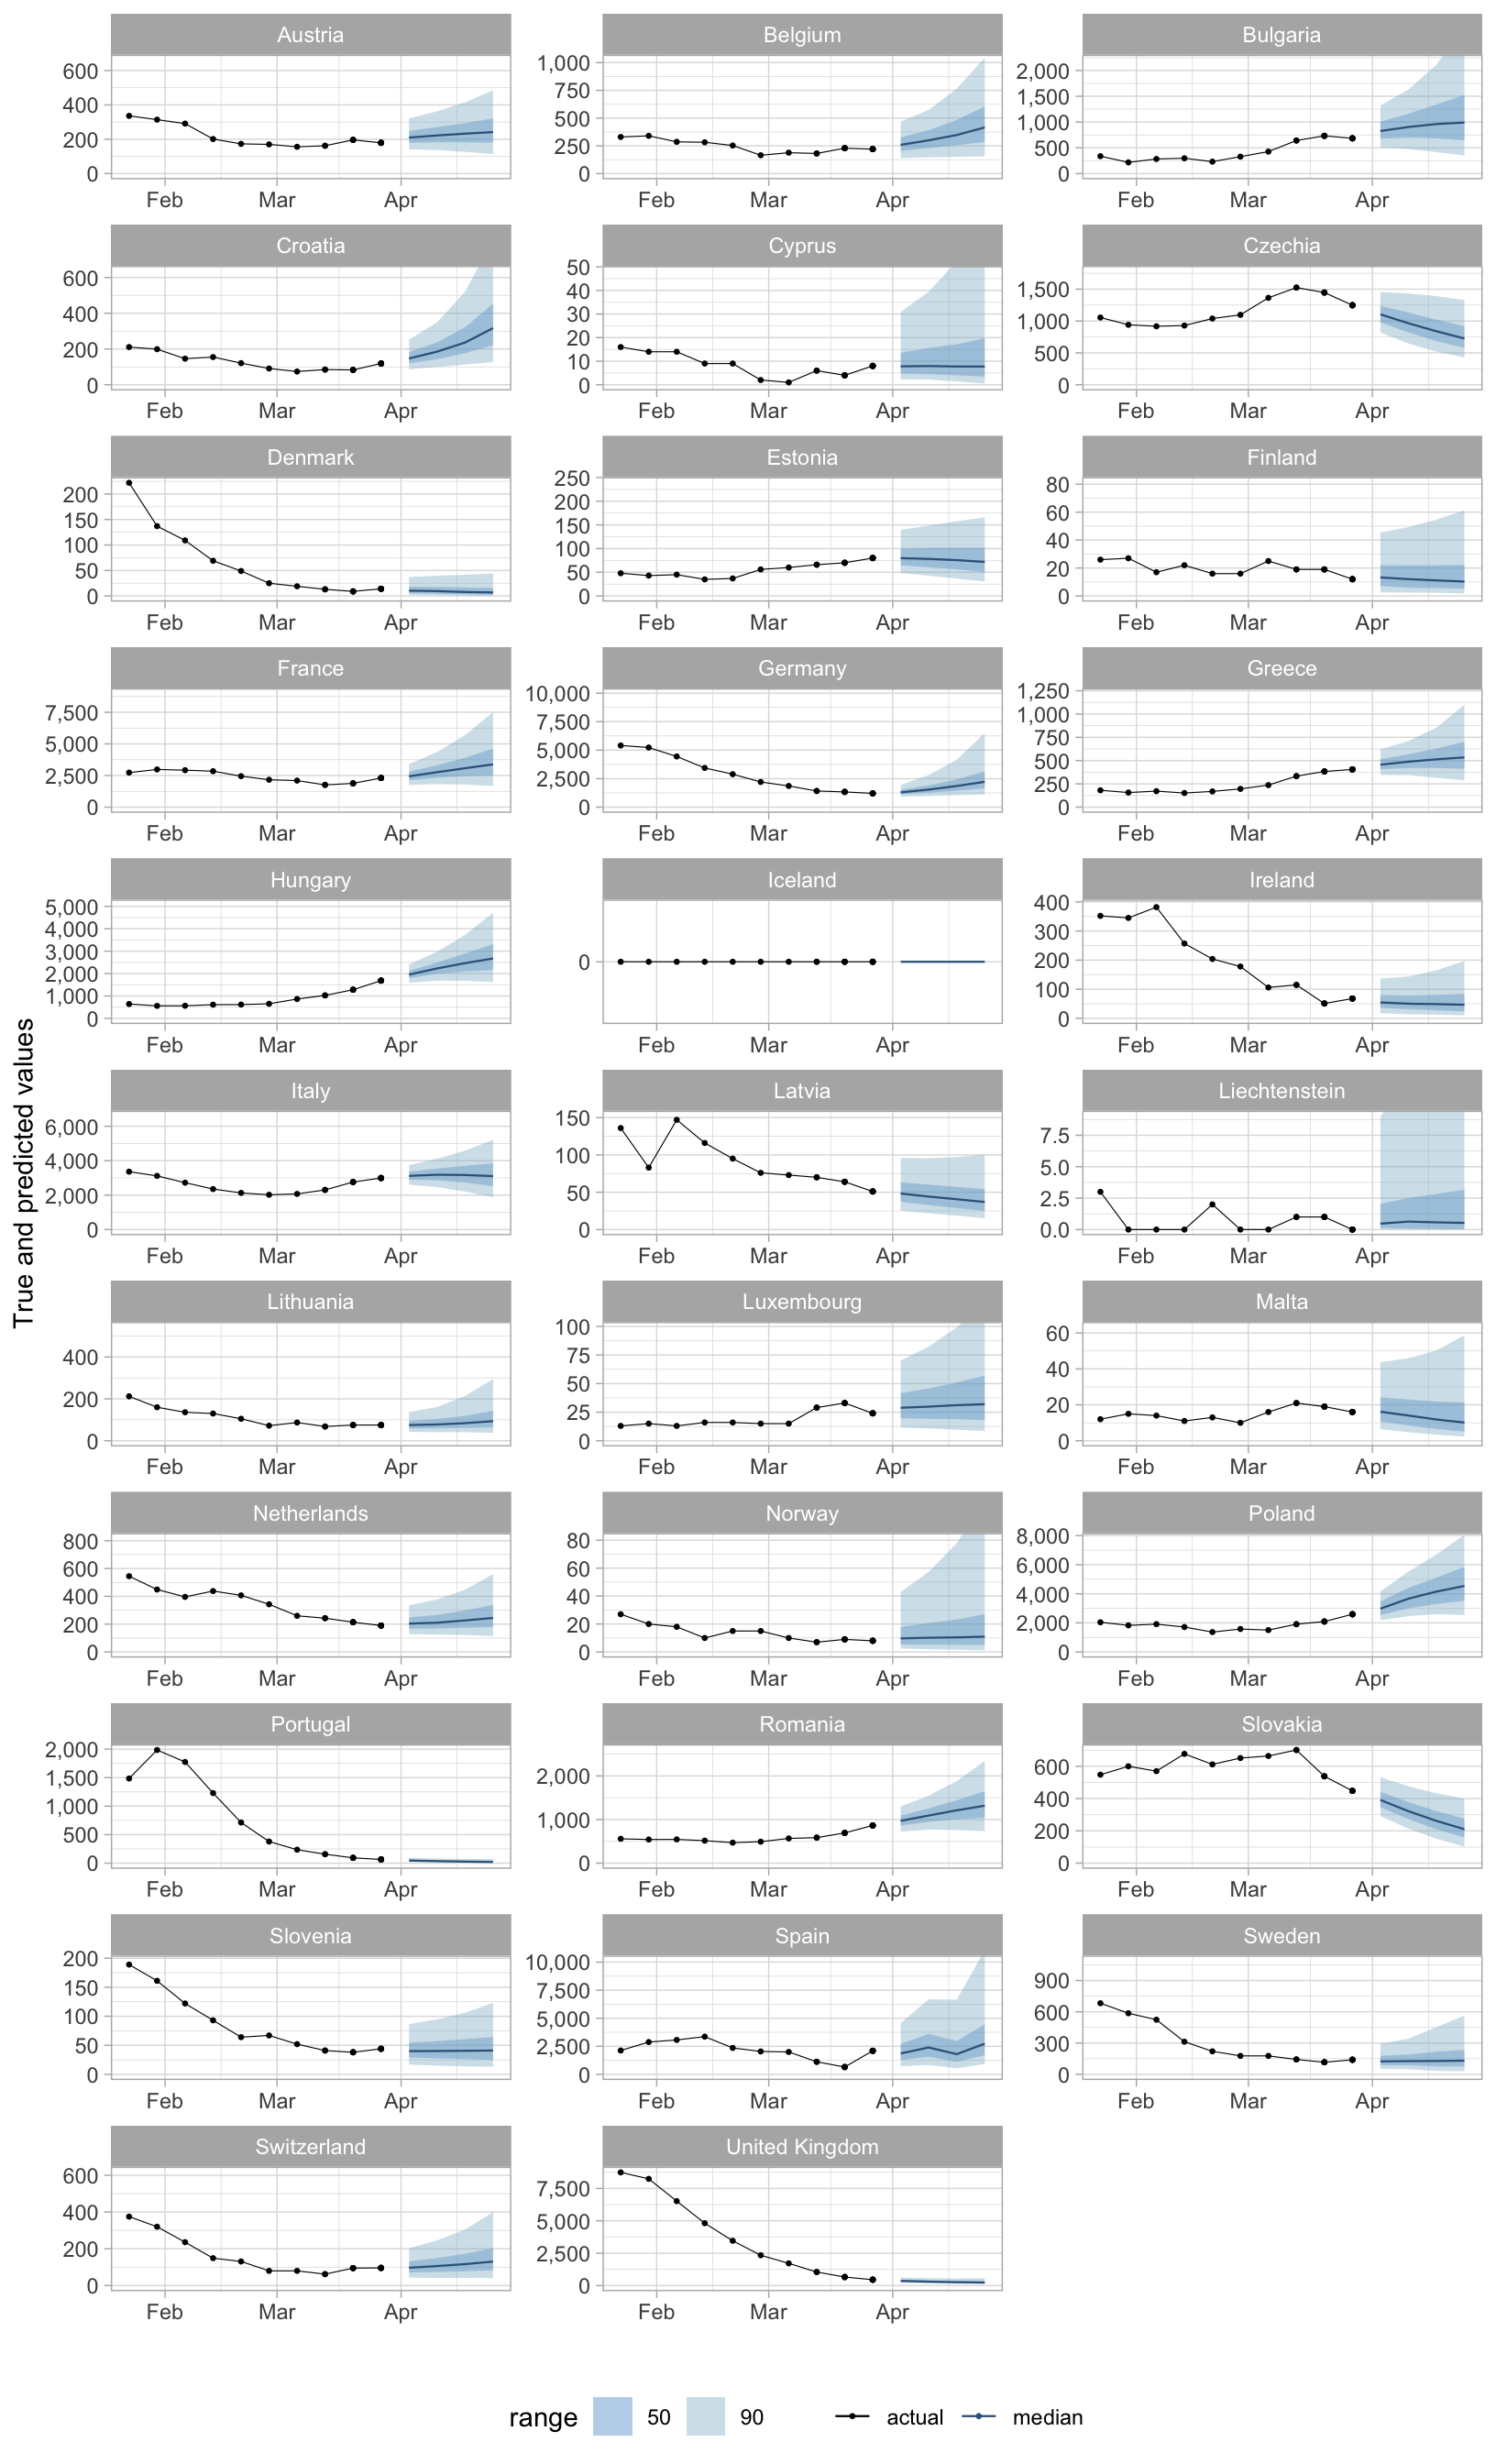 Austria
Belgium
Bulgaria
600
400
200
0
1,000
750
500
250
0
2,000
1,500
1,000
500
0
Feb Mar Apr
Feb Mar Apr
Feb Mar Apr
Croatia
Cyprus
Czechia
600
400
200
0
50
40
30
20
10
0
1,500
1,000
500
0
Feb Mar Apr
Feb Mar Apr
Feb Mar Apr
Denmark
Estonia
Finland
200
150
100
50
0
250
200
150
100
50
0
80
60
40
20
0
Feb Mar Apr
Feb Mar Apr
Feb Mar Apr
France
Germany
Greece
7,500
5,000
2,500
0
10,000
7,500
5,000
2,500
0
1,250
1,000
750
500
250
0
Feb Mar Apr
Feb Mar Apr
Feb Mar Apr
Hungary
Iceland
Ireland
5,000
4,000
3,000
2,000
1,000
0
0
400
300
200
100
0
Feb Mar Apr
Feb Mar Apr
Feb Mar Apr
True and predicted values
Italy
Latvia
Liechtenstein
6,000
4,000
2,000
0
150
100
50
0
7.5
5.0
2.5
0.0
Feb Mar Apr
Feb Mar Apr
Feb Mar Apr
Lithuania
Luxembourg
Malta
400
200
0
100
75
50
25
0
60
40
20
0
Feb Mar Apr
Feb Mar Apr
Feb Mar Apr
Netherlands
Norway
Poland
800
600
400
200
0
80
60
40
20
0
8,000
6,000
4,000
2,000
0
Feb Mar Apr
Feb Mar Apr
Feb Mar Apr
Portugal
Romania
Slovakia
2,000
1,500
1,000
500
0
2,000
1,000
0
600
400
200
0
Feb Mar Apr
Feb Mar Apr
Feb Mar Apr
Slovenia
Spain
Sweden
200
150
100
50
0
10,000
7,500
5,000
2,500
0
900
600
300
0
Feb Mar Apr
Feb Mar Apr
Feb Mar Apr
Switzerland
United Kingdom
600
400
200
0
7,500
5,000
2,500
0
Feb Mar Apr
Feb Mar Apr
range 50 90 actual median